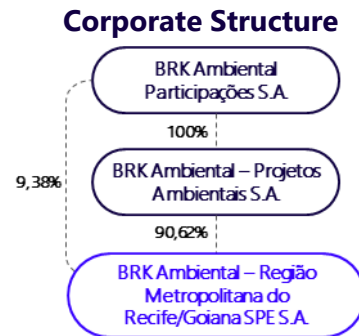 Corporate Structure
BRK Ambiental
Participações S.A.
100%
9,38%
BRK Ambiental – Projetos
Ambientais S.A.
90,62%
BRK Ambiental – Região
Metropolitana do
Recife/Goiana SPE S.A.